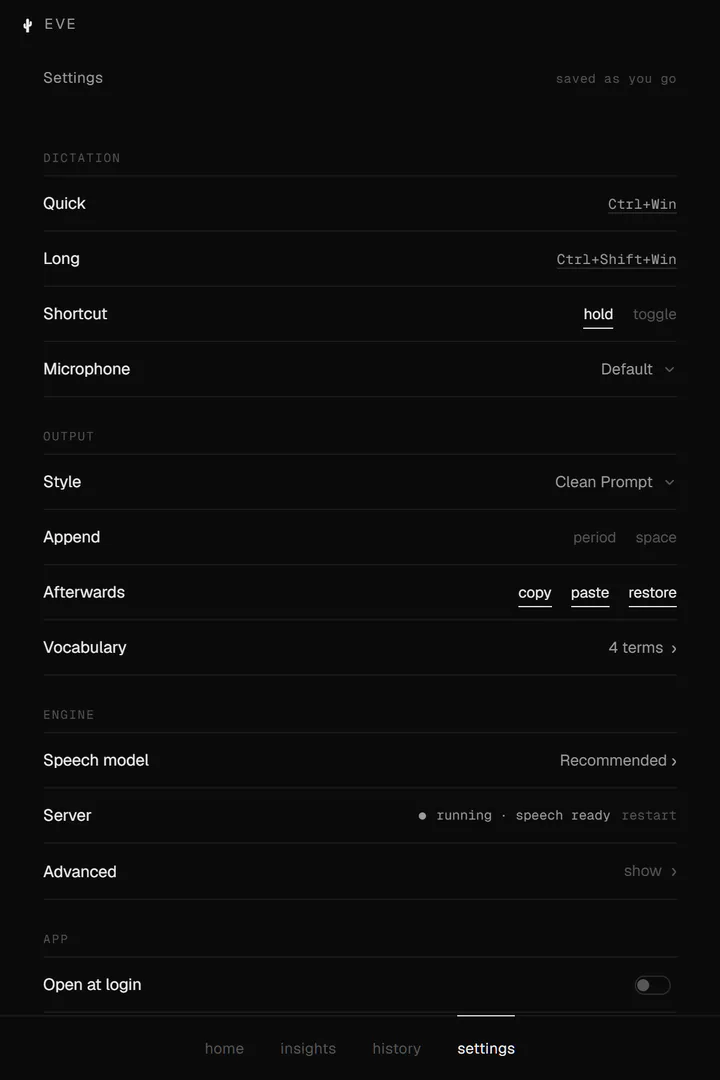 EVE
Settings saved as you go
DICTATION
Quick Ctrl+Win
Long Ctrl+Shift+Win
Shortcut hold toggle
Microphone Default
OUTPUT
Style Clean Prompt
Append period space
Afterwards copy paste restore
Vocabulary 4 terms ›
ENGINE
Speech model Recommended ›
Server running · speech ready restart
Advanced show ›
APP
Open at login
home insights history settings